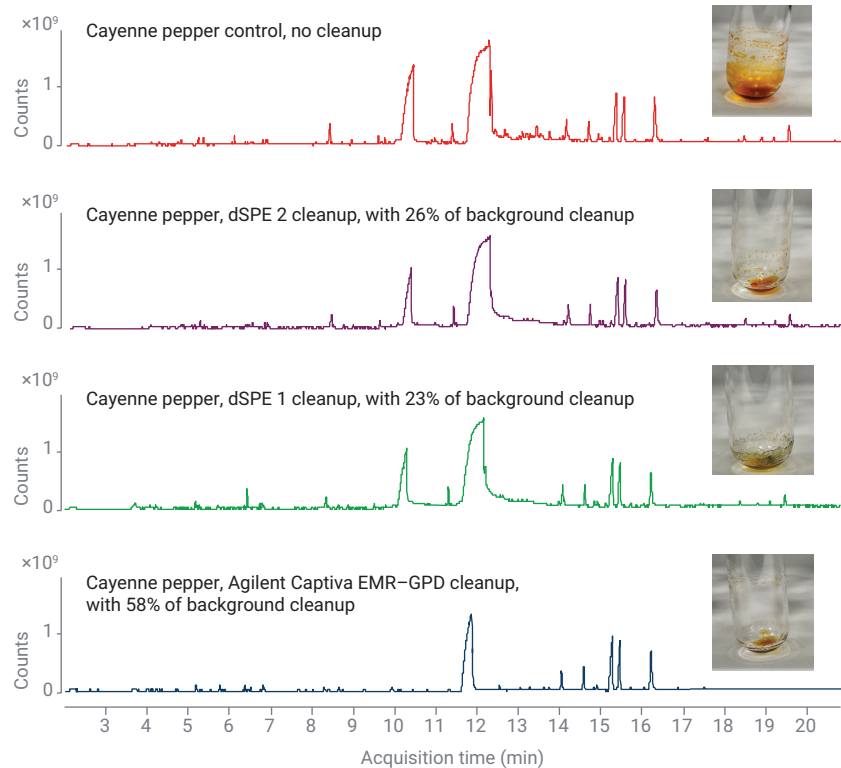 ×10⁹
Cayenne pepper control, no cleanup
1
0
Counts
×10⁹
Cayenne pepper, dSPE 2 cleanup, with 26% of background cleanup
1
0
Counts
×10⁹
Cayenne pepper, dSPE 1 cleanup, with 23% of background cleanup
1
0
Counts
×10⁹
Cayenne pepper, Agilent Captiva EMR–GPD cleanup,
with 58% of background cleanup
1
0
Counts
3 4 5 6 7 8 9 10 11 12 13 14 15 16 17 18 19 20
Acquisition time (min)